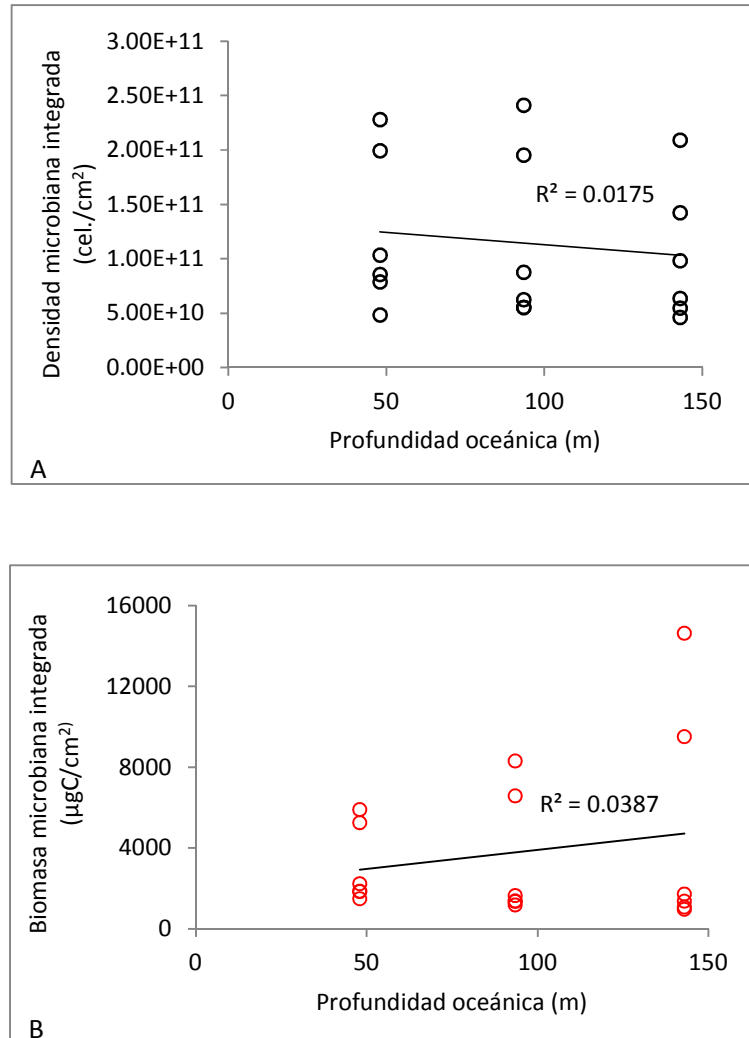 3.00E+11
2.50E+11
2.00E+11
1.50E+11
1.00E+11
5.00E+10
0.00E+00
Densidad microbiana integrada
(cel./cm²)
R² = 0.0175
0 50 100 150
Profundidad oceánica (m)
A
16000
12000
8000
4000
0
Biomasa microbiana integrada
(µgC/cm²⁾
R² = 0.0387
0 50 100 150
Profundidad oceánica (m)
B